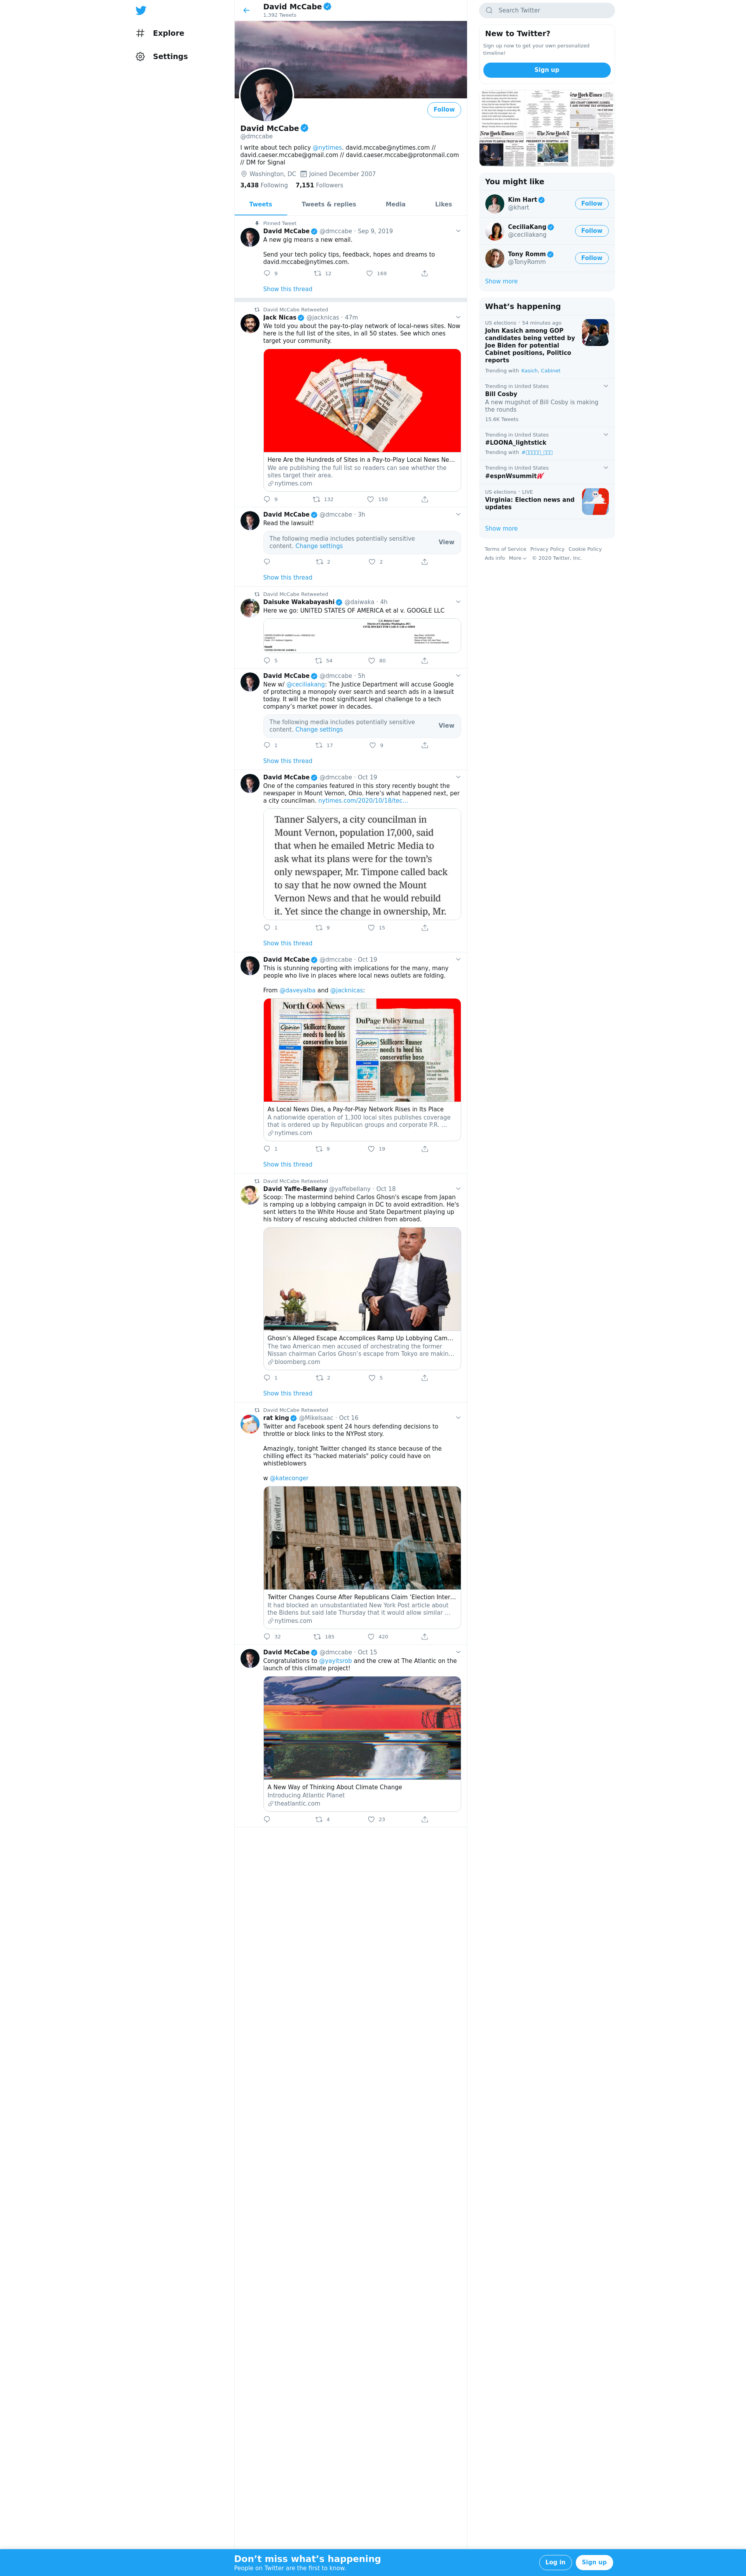 Explore
Settings
David McCabe
1,392 Tweets
Follow
David McCabe
@dmccabe
I write about tech policy @nytimes. david.mccabe@nytimes.com //
david.caeser.mccabe@gmail.com // david.caeser.mccabe@protonmail.com
// DM for Signal
Washington, DC Joined December 2007
3,438 Following 7,151 Followers
Tweets Tweets & replies Media Likes
Pinned Tweet
David McCabe @dmccabe · Sep 9, 2019
A new gig means a new email.
Send your tech policy tips, feedback, hopes and dreams to
david.mccabe@nytimes.com.
9 12 169
Show this thread
David McCabe Retweeted
Jack Nicas @jacknicas · 47m
We told you about the pay-to-play network of local-news sites. Now
here is the full list of the sites, in all 50 states. See which ones
target your community.
Here Are the Hundreds of Sites in a Pay-to-Play Local News Ne...
We are publishing the full list so readers can see whether the
sites target their area.
nytimes.com
9 132 150
David McCabe @dmccabe · 3h
Read the lawsuit!
The following media includes potentially sensitive
content. Change settings
View
2 2
Show this thread
David McCabe Retweeted
Daisuke Wakabayashi @daiwaka · 4h
Here we go: UNITED STATES OF AMERICA et al v. GOOGLE LLC
5 54 80
David McCabe @dmccabe · 5h
New w/ @ceciliakang: The Justice Department will accuse Google
of protecting a monopoly over search and search ads in a lawsuit
today. It will be the most significant legal challenge to a tech
company's market power in decades.
The following media includes potentially sensitive
content. Change settings
View
1 17 9
Show this thread
David McCabe @dmccabe · Oct 19
One of the companies featured in this story recently bought the
newspaper in Mount Vernon, Ohio. Here's what happened next, per
a city councilman. nytimes.com/2020/10/18/tec...
Tanner Salyers, a city councilman in
Mount Vernon, population 17,000, said
that when he emailed Metric Media to
ask what its plans were for the town's
only newspaper, Mr. Timpone called back
to say that he now owned the Mount
Vernon News and that he would rebuild
it. Yet since the change in ownership, Mr.
1 9 15
Show this thread
David McCabe @dmccabe · Oct 19
This is stunning reporting with implications for the many, many
people who live in places where local news outlets are folding.
From @daveyalba and @jacknicas:
North Cook News
DuPage Policy Journal
Opinion
Skillicorn: Rauner
needs to heed his
conservative base
Opinion
Skillicorn: Rauner
needs to heed his
conservative base
As Local News Dies, a Pay-for-Play Network Rises in Its Place
A nationwide operation of 1,300 local sites publishes coverage
that is ordered up by Republican groups and corporate P.R. ...
nytimes.com
1 9 19
Show this thread
David McCabe Retweeted
David Yaffe-Bellany @yaffebellany · Oct 18
Scoop: The mastermind behind Carlos Ghosn's escape from Japan
is ramping up a lobbying campaign in DC to avoid extradition. He's
sent letters to the White House and State Department playing up
his history of rescuing abducted children from abroad.
Ghosn's Alleged Escape Accomplices Ramp Up Lobbying Cam...
The two American men accused of orchestrating the former
Nissan chairman Carlos Ghosn's escape from Tokyo are makin...
bloomberg.com
1 2 5
Show this thread
David McCabe Retweeted
rat king @MikeIsaac · Oct 16
Twitter and Facebook spent 24 hours defending decisions to
throttle or block links to the NYPost story.
Amazingly, tonight Twitter changed its stance because of the
chilling effect its "hacked materials" policy could have on
whistleblowers
w @kateconger
@twitter
Twitter Changes Course After Republicans Claim 'Election Inter...
It had blocked an unsubstantiated New York Post article about
the Bidens but said late Thursday that it would allow similar ...
nytimes.com
32 185 420
David McCabe @dmccabe · Oct 15
Congratulations to @yayitsrob and the crew at The Atlantic on the
launch of this climate project!
A New Way of Thinking About Climate Change
Introducing Atlantic Planet
theatlantic.com
4 23
Search Twitter
New to Twitter?
Sign up now to get your own personalized
timeline!
Sign up
New York Times
New York Times
The New York
You might like
Kim Hart
@khart
Follow
CeciliaKang
@ceciliakang
Follow
Tony Romm
@TonyRomm
Follow
Show more
What's happening
US elections · 54 minutes ago
John Kasich among GOP
candidates being vetted by
Joe Biden for potential
Cabinet positions, Politico
reports
Trending with Kasich, Cabinet
Trending in United States
Bill Cosby
A new mugshot of Bill Cosby is making
the rounds
15.6K Tweets
Trending in United States
#LOONA_lightstick
Trending with
Trending in United States
#espnWsummit
US elections · LIVE
Virginia: Election news and
updates
Show more
Terms of Service Privacy Policy Cookie Policy
Ads info More © 2020 Twitter, Inc.
Don't miss what's happening
People on Twitter are the first to know.
Log in Sign up